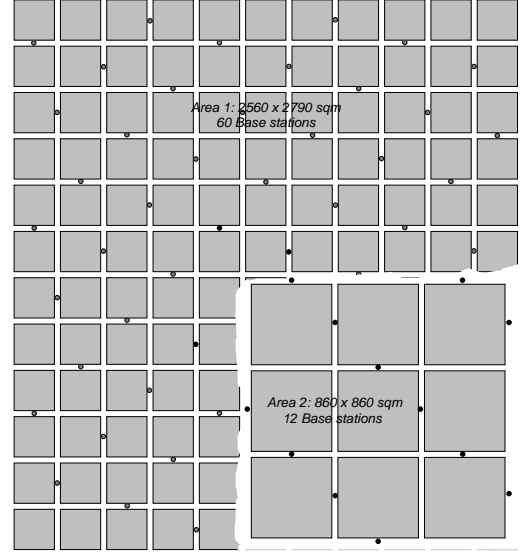 Area 1: 2560 x 2790 sqm
60 Base stations
Area 2: 860 x 860 sqm
12 Base stations